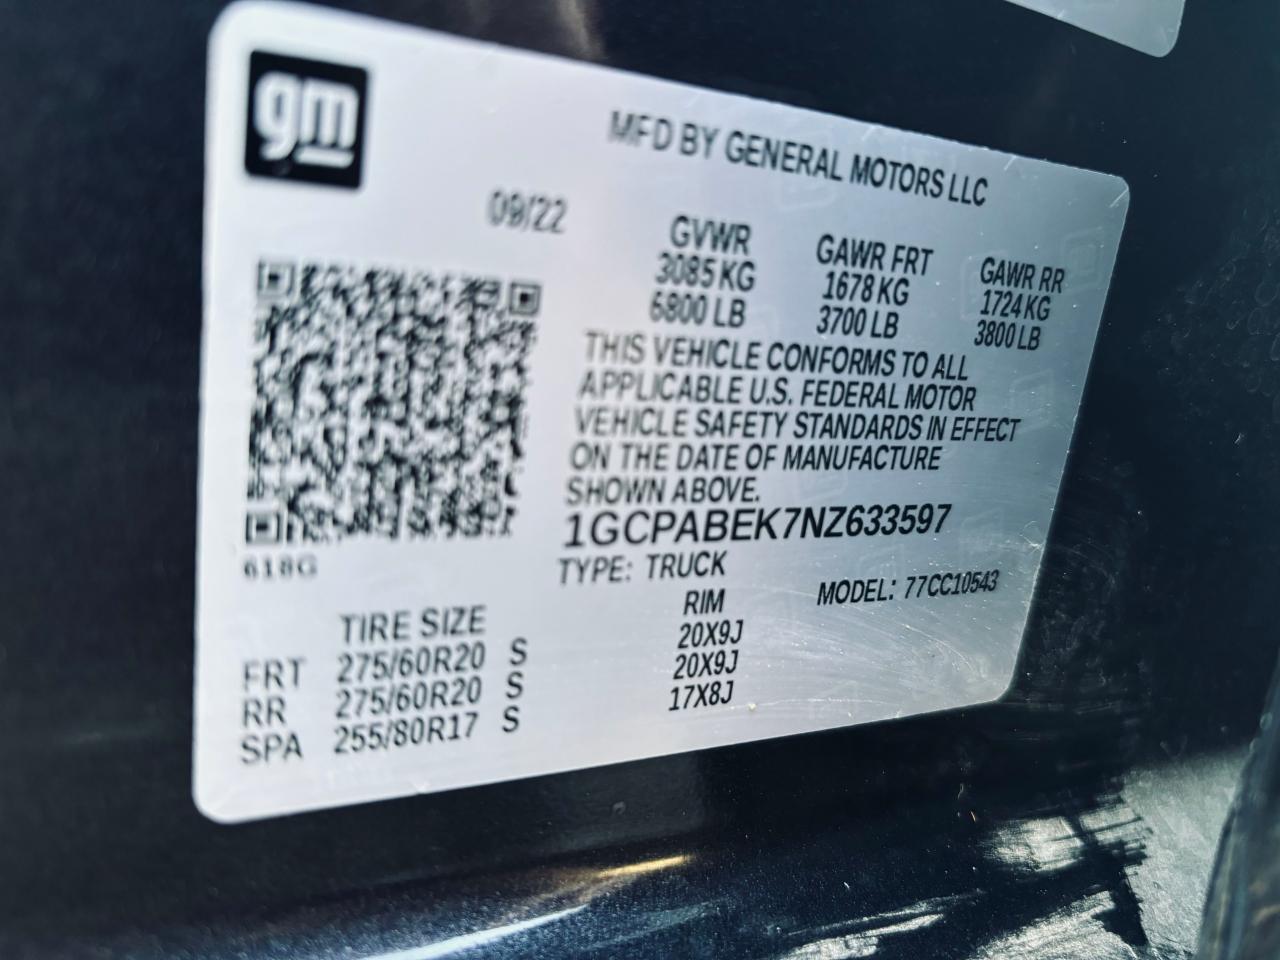 gm
MFD BY GENERAL MOTORS LLC
09/22
GVWR GAWR FRT GAWR RR
3085 KG 1678 KG 1724 KG
6800 LB 3700 LB 3800 LB
THIS VEHICLE CONFORMS TO ALL
APPLICABLE U.S. FEDERAL MOTOR
VEHICLE SAFETY STANDARDS IN EFFECT
ON THE DATE OF MANUFACTURE
SHOWN ABOVE.
1GCPABEK7NZ633597
618G
TYPE: TRUCK
MODEL: 77CC10543
TIRE SIZE RIM
FRT 275/60R20 S 20X9J
RR 275/60R20 S 20X9J
SPA 255/80R17 S 17X8J